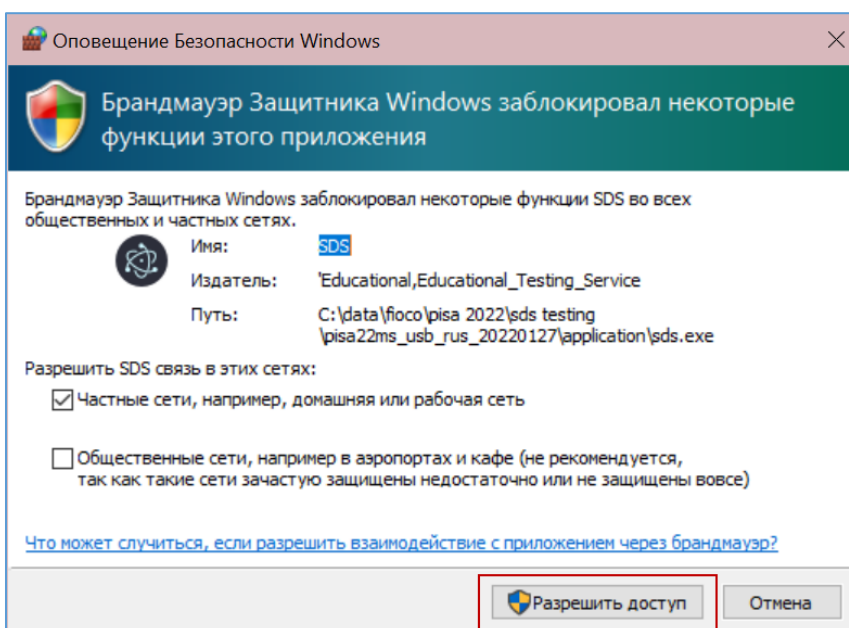 Оповещение Безопасности Windows
Брандмауэр Защитника Windows заблокировал некоторые
функции этого приложения
Брандмауэр Защитника Windows заблокировал некоторые функции SDS во всех
общественных и частных сетях.
Имя: SDS
Издатель: 'Educational,Educational_Testing_Service
Путь: C:\data\fioco\pisa 2022\sds testing
\pisa22ms_usb_rus_20220127\application\sds.exe
Разрешить SDS связь в этих сетях:
Частные сети, например, домашняя или рабочая сеть
Общественные сети, например в аэропортах и кафе (не рекомендуется,
так как такие сети зачастую защищены недостаточно или не защищены вовсе)
Что может случиться, если разрешить взаимодействие с приложением через брандмауэр?
Разрешить доступ
Отмена